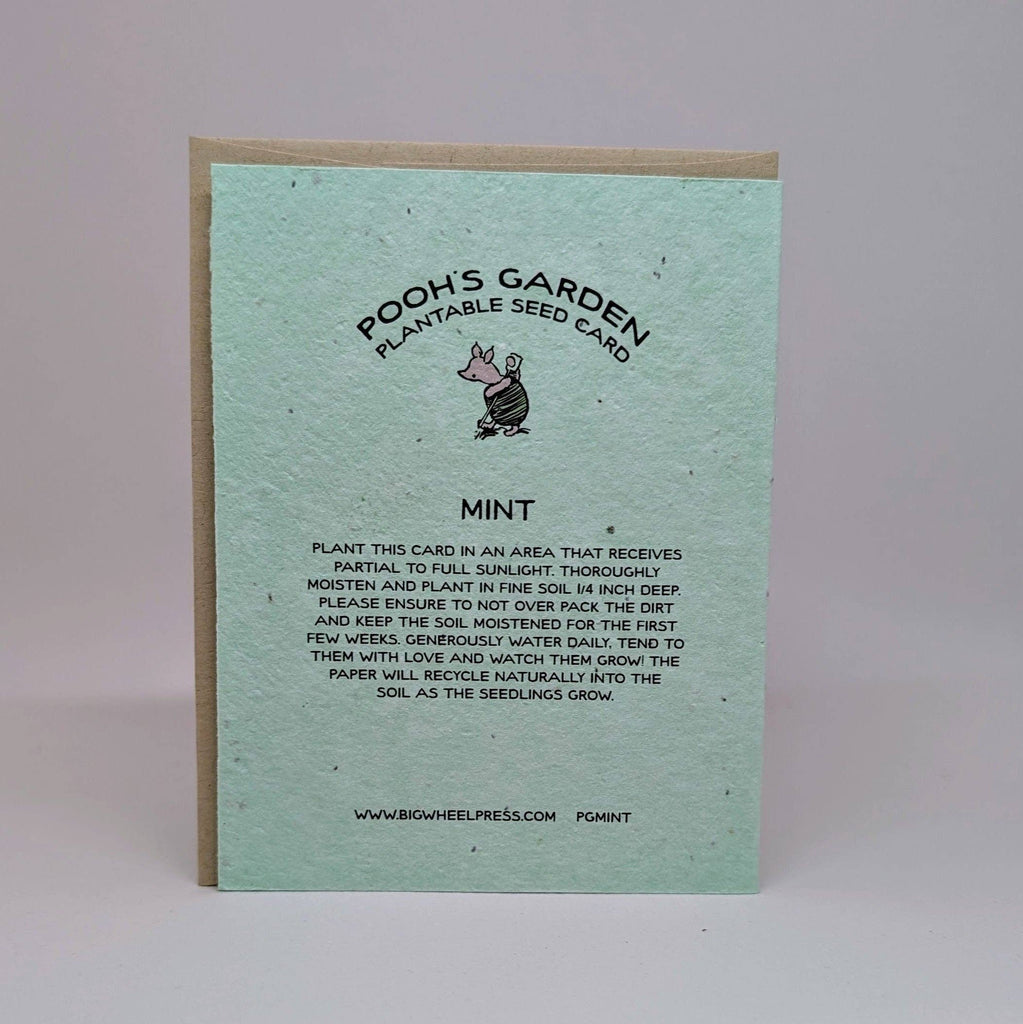 POOH'S GARDEN
PLANTABLE SEED CARD
MINT
PLANT THIS CARD IN AN AREA THAT RECEIVES
PARTIAL TO FULL SUNLIGHT. THOROUGHLY
MOISTEN AND PLANT IN FINE SOIL 1/4 INCH DEEP.
PLEASE ENSURE TO NOT OVER PACK THE DIRT
AND KEEP THE SOIL MOISTENED FOR THE FIRST
FEW WEEKS. GENEROUSLY WATER DAILY, TEND TO
THEM WITH LOVE AND WATCH THEM GROW! THE
PAPER WILL RECYCLE NATURALLY INTO THE
SOIL AS THE SEEDLINGS GROW.
WWW.BIGWHEELPRESS.COM PGMINT